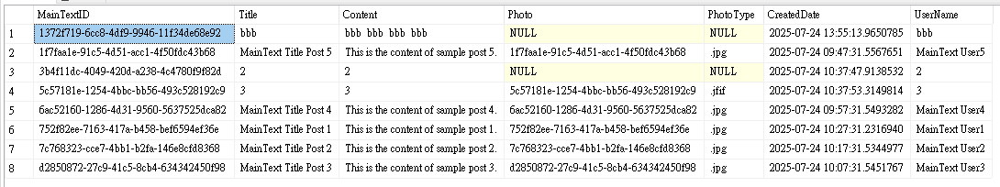 MainTextID Title Content Photo PhotoType CreatedDate UserName
1 1372f719-6cc8-4df9-9946-11f34de68e92 bbb bbb bbb bbb bbb NULL NULL 2025-07-24 13:55:13.9650785 bbb
2 1f7faa1e-91c5-4d51-acc1-4f50fdc43b68 MainText Title Post 5 This is the content of sample post 5. 1f7faa1e-91c5-4d51-acc1-4f50fdc43b68 .jpg 2025-07-24 09:47:31.5567651 MainText User5
3 3b4f11dc-4049-420d-a238-4c4780f9f82d 2 2 NULL NULL 2025-07-24 10:37:47.9138532 2
4 5c57181e-1254-4bbc-bb56-493c528192c9 3 3 5c57181e-1254-4bbc-bb56-493c528192c9 .jfif 2025-07-24 10:37:53.3149814 3
5 6ac52160-1286-4d31-9560-5637525dca82 MainText Title Post 4 This is the content of sample post 4. 6ac52160-1286-4d31-9560-5637525dca82 .jpg 2025-07-24 09:57:31.5493282 MainText User4
6 752f82ee-7163-417a-b458-bef6594ef36e MainText Title Post 1 This is the content of sample post 1. 752f82ee-7163-417a-b458-bef6594ef36e .jpg 2025-07-24 10:27:31.2316940 MainText User1
7 7c768323-cce7-4bb1-b2fa-146e8cfd8368 MainText Title Post 2 This is the content of sample post 2. 7c768323-cce7-4bb1-b2fa-146e8cfd8368 .jpg 2025-07-24 10:17:31.5344977 MainText User2
8 d2850872-27c9-41c5-8cb4-634342450f98 MainText Title Post 3 This is the content of sample post 3. d2850872-27c9-41c5-8cb4-634342450f98 .jpg 2025-07-24 10:07:31.5451767 MainText User3